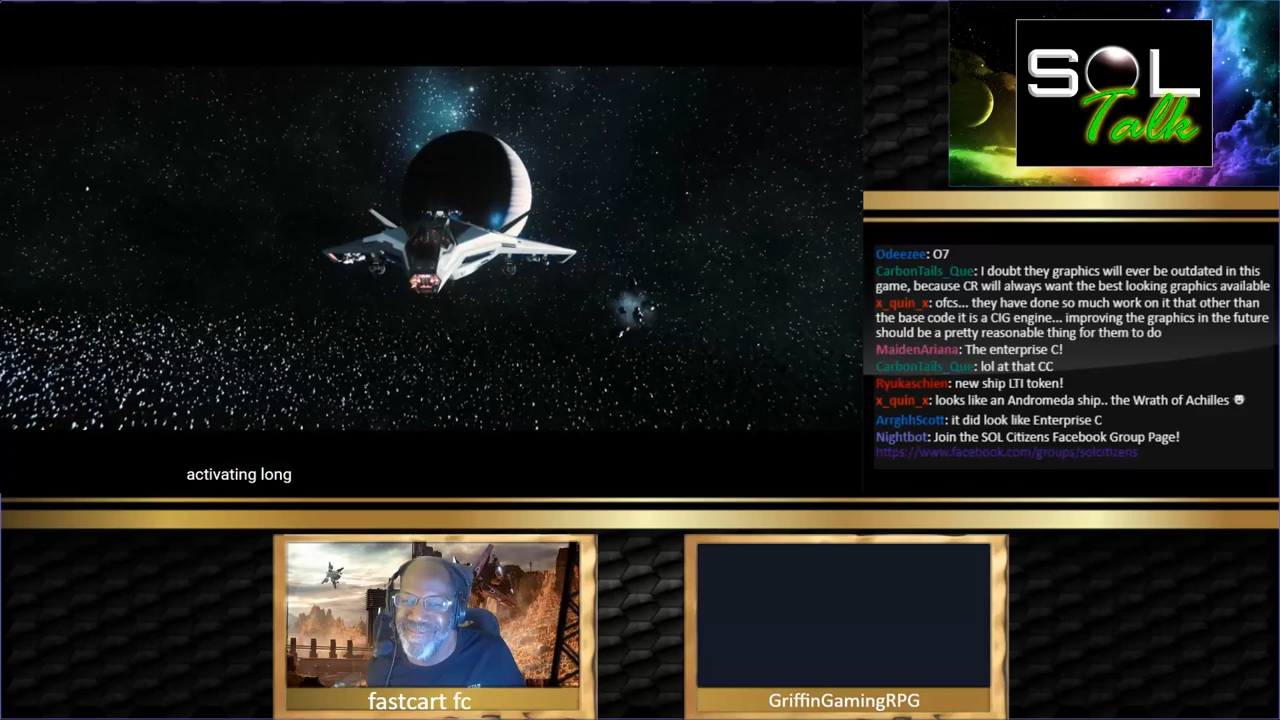 SOL
Talk
Odeezee: O7
CarbonTails_Que: I doubt they graphics will ever be outdated in this
game, because CR will always want the best looking graphics available
x_quin_x: ofcs... they have done so much work on it that other than
the base code it is a CIG engine... improving the graphics in the future
should be a pretty reasonable thing for them to do
MaidenAriana: The enterprise C!
CarbonTails_Que: lol at that CC
Ryukaschien: new ship LTI token!
x_quin_x: looks like an Andromeda ship.. the Wrath of Achilles
ArrghhScott: it did look like Enterprise C
Nightbot: Join the SOL Citizens Facebook Group Page!
https://www.facebook.com/groups/solcitizens
activating long
fastcart fc
GriffinGamingRPG